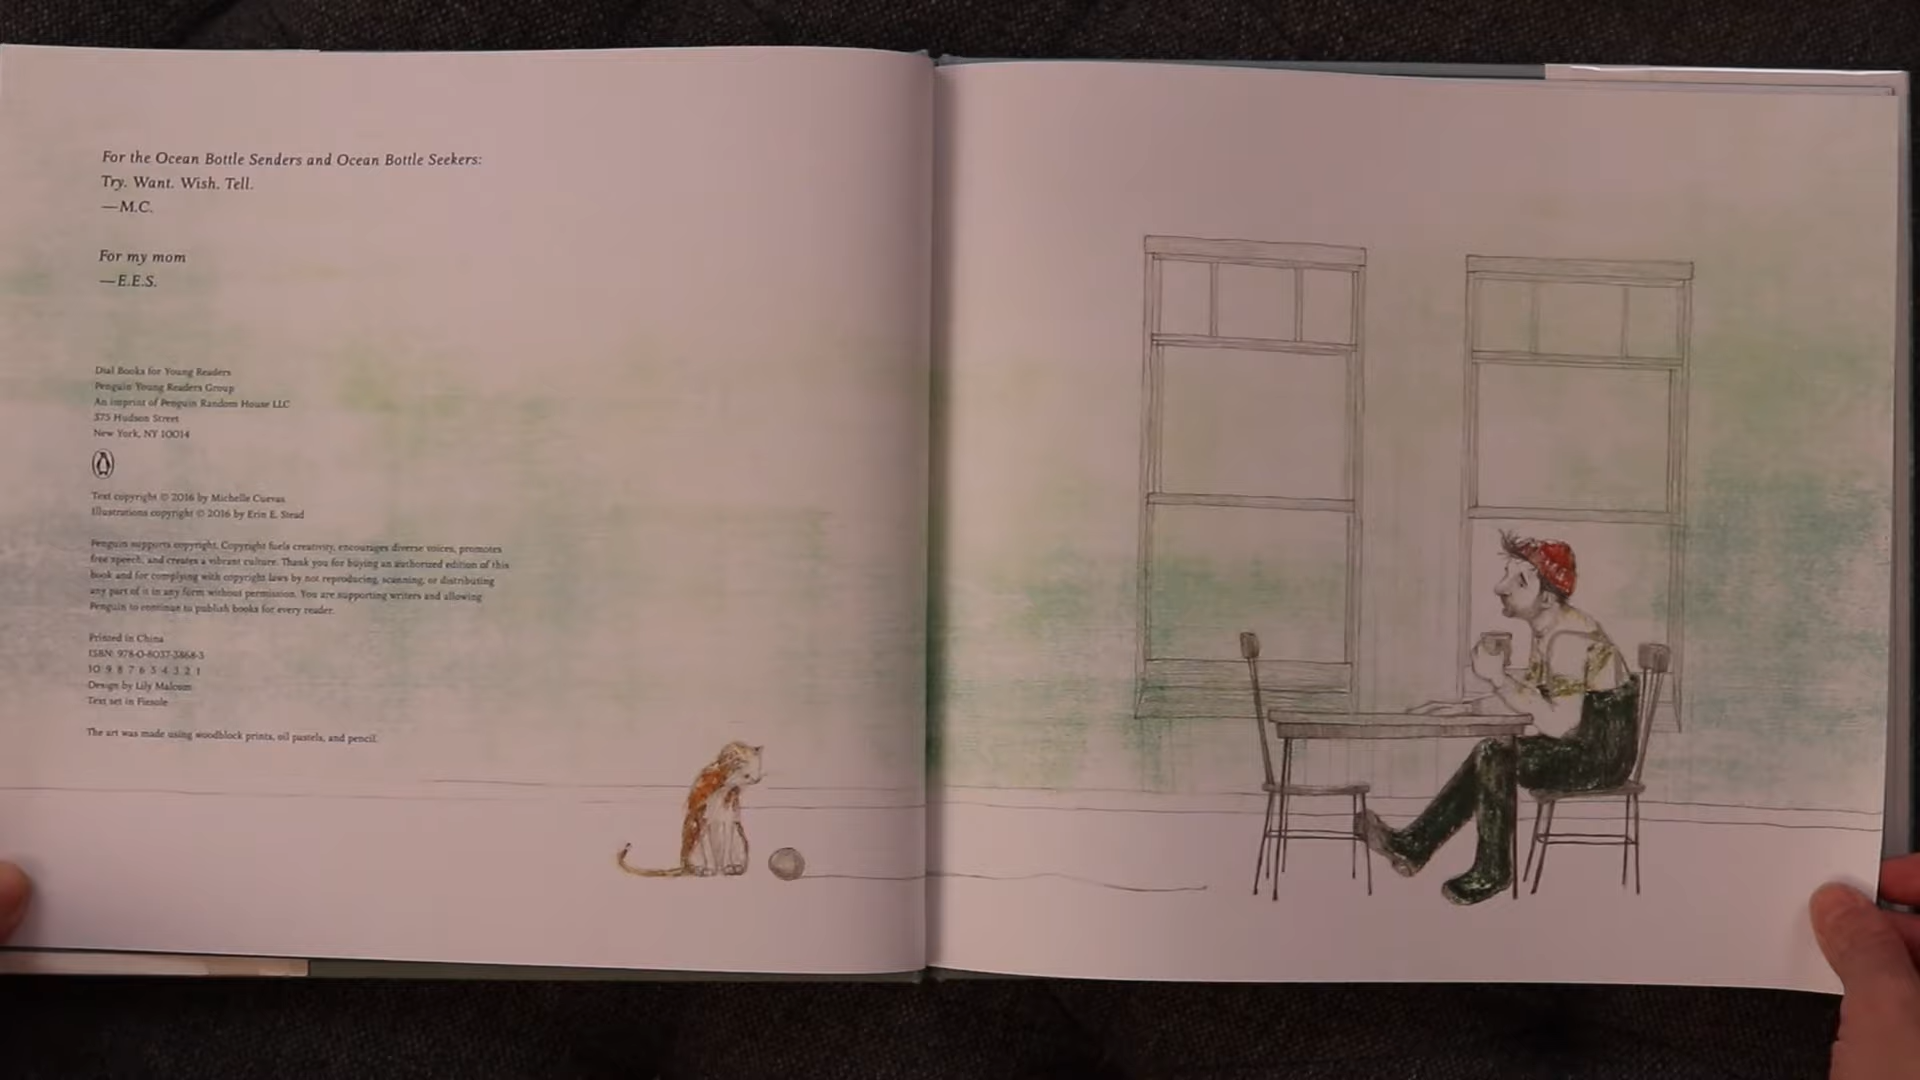 For the Ocean Bottle Senders and Ocean Bottle Seekers:
Try. Want. Wish. Tell.
—M.C.
For my mom
—E.E.S.
Dial Books for Young Readers
Penguin Young Readers Group
An imprint of Penguin Random House LLC
375 Hudson Street
New York, NY 10014
Text copyright © 2016 by Michelle Cuevas
Illustrations copyright © 2016 by Erin E. Stead
Penguin supports copyright. Copyright fuels creativity, encourages diverse voices, promotes
free speech, and creates a vibrant culture. Thank you for buying an authorized edition of this
book and for complying with copyright laws by not reproducing, scanning, or distributing
any part of it in any form without permission. You are supporting writers and allowing
Penguin to continue to publish books for every reader.
Printed in China
ISBN: 978-0-8037-3868-3
10 9 8 7 6 5 4 3 2 1
Design by Lily Malcom
Text set in Fiesole
The art was made using woodblock prints, oil pastels, and pencil.